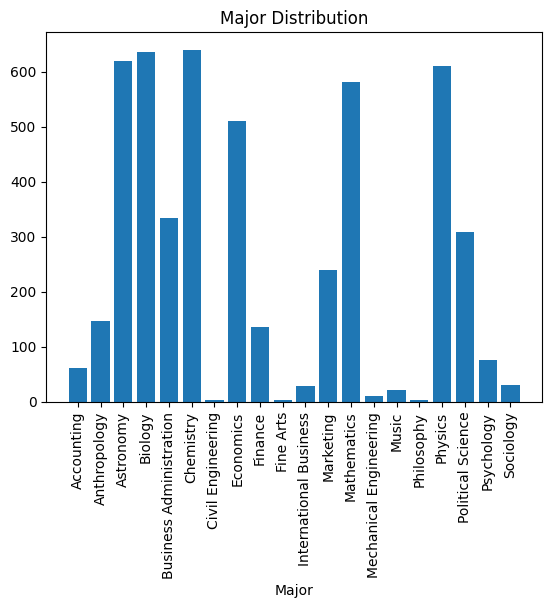 Major Distribution
600
500
400
300
200
100
0
Accounting
Anthropology
Astronomy
Biology
Business Administration
Chemistry
Civil Engineering
Economics
Finance
Fine Arts
International Business
Marketing
Mathematics
Mechanical Engineering
Music
Philosophy
Physics
Political Science
Psychology
Sociology
Major